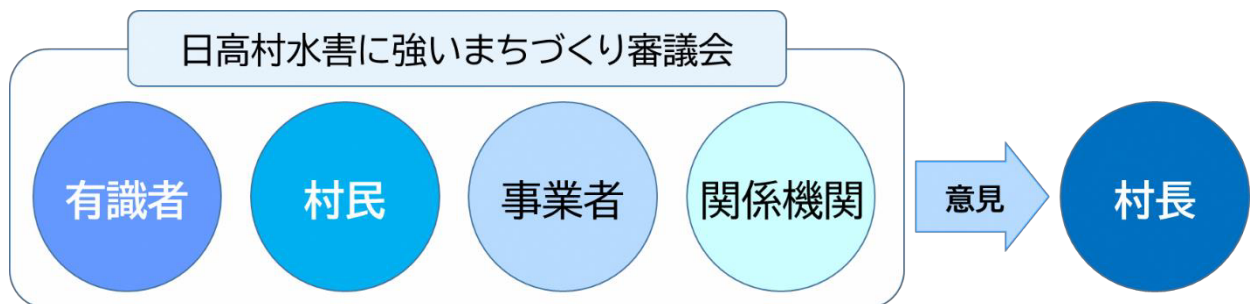 日高村水害に強いまちづくり審議会
有識者
村民
事業者
関係機関
意見
村長